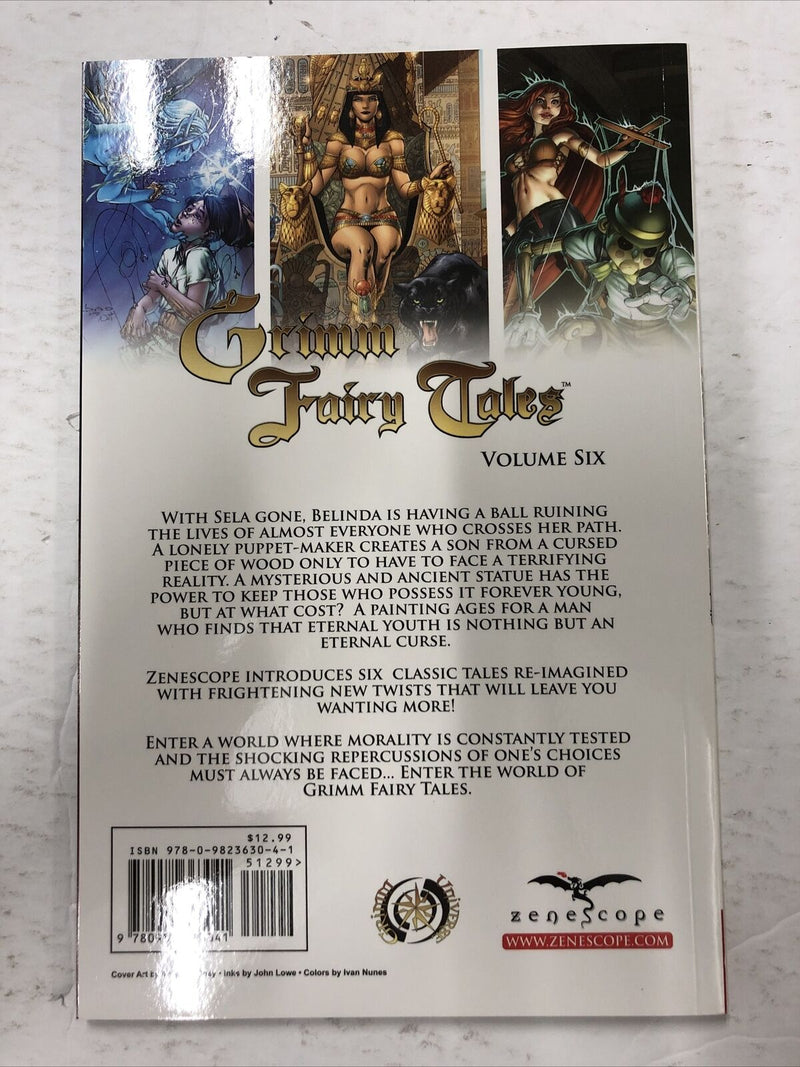 Grimm
Fairy Tales™
VOLUME SIX
WITH SELA GONE, BELINDA IS HAVING A BALL RUINING
THE LIVES OF ALMOST EVERYONE WHO CROSSES HER PATH.
A LONELY PUPPET-MAKER CREATES A SON FROM A CURSED
PIECE OF WOOD ONLY TO HAVE TO FACE A TERRIFYING
REALITY. A MYSTERIOUS AND ANCIENT STATUE HAS THE
POWER TO KEEP THOSE WHO POSSESS IT FOREVER YOUNG,
BUT AT WHAT COST? A PAINTING AGES FOR A MAN
WHO FINDS THAT ETERNAL YOUTH IS NOTHING BUT AN
ETERNAL CURSE.
ZENESCOPE INTRODUCES SIX CLASSIC TALES RE-IMAGINED
WITH FRIGHTENING NEW TWISTS THAT WILL LEAVE YOU
WANTING MORE!
ENTER A WORLD WHERE MORALITY IS CONSTANTLY TESTED
AND THE SHOCKING REPERCUSSIONS OF ONE'S CHOICES
MUST ALWAYS BE FACED... ENTER THE WORLD OF
GRIMM FAIRY TALES.
$12.99
ISBN 978-0-9823630-4-1
51299>
Grimm Universe
zenescope
WWW.ZENESCOPE.COM
Cover Art by • Inks by John Lowe • Colors by Ivan Nunes